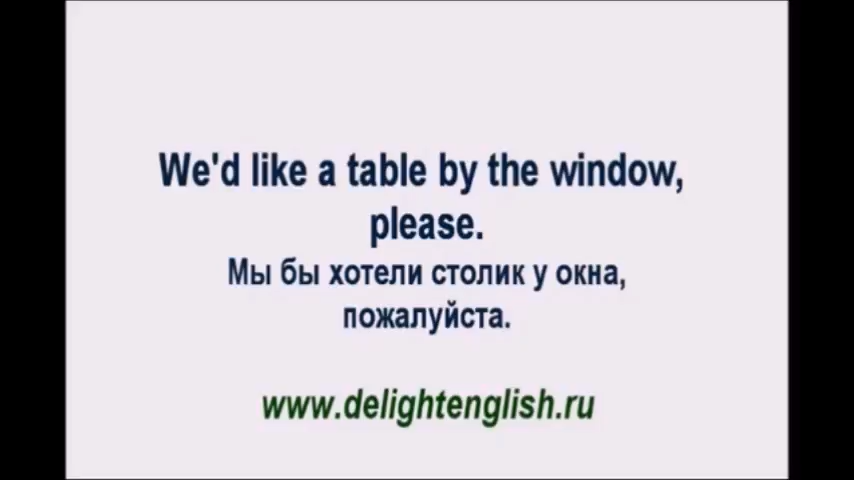 We'd like a table by the window,
please.
Мы бы хотели столик у окна,
пожалуйста.
www.delightenglish.ru